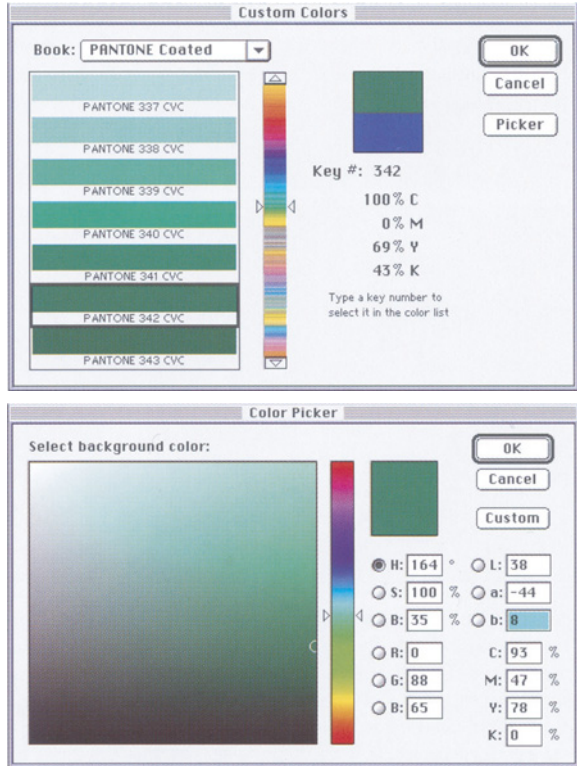 Custom Colors
Book: PANTONE Coated
OK
Cancel
Picker
PANTONE 337 CVC
PANTONE 338 CVC
PANTONE 339 CVC
PANTONE 340 CVC
PANTONE 341 CVC
PANTONE 342 CVC
PANTONE 343 CVC
Key #: 342
100% C
0% M
69% Y
43% K
Type a key number to
select it in the color list
Color Picker
Select background color:
OK
Cancel
Custom
H: 164 °
S: 100 %
B: 35 %
R: 0
G: 88
B: 65
L: 38
a: -44
b: 8
C: 93 %
M: 47 %
Y: 78 %
K: 0 %